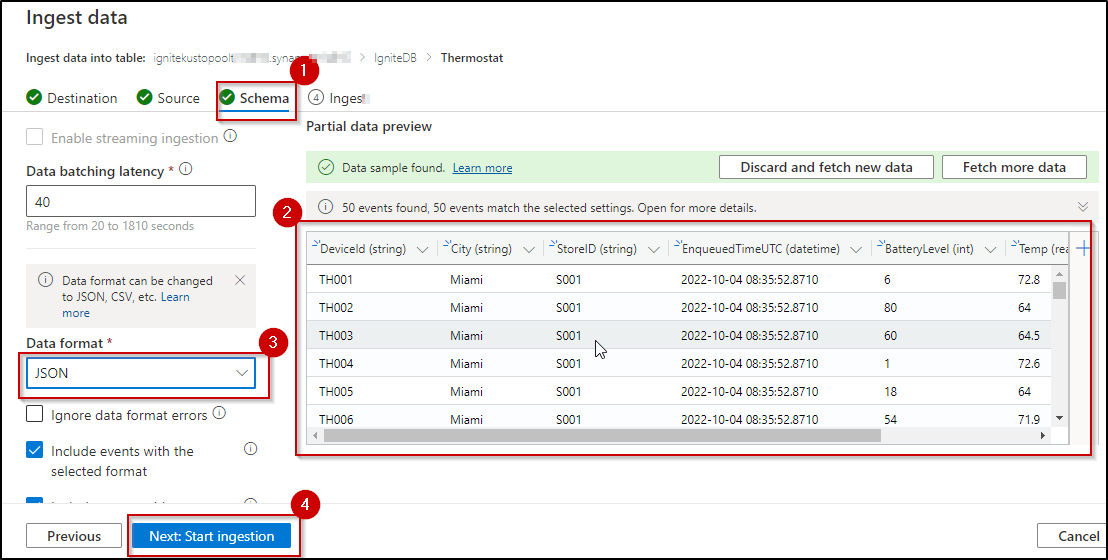 Ingest data
Ingest data into table: ignitekustopool .syna > IgniteDB > Thermostat
1
Destination Source Schema 4 Inges
Enable streaming ingestion
Partial data preview
Data batching latency *
Data sample found. Learn more Discard and fetch new data Fetch more data
40
Range from 20 to 1810 seconds
2
50 events found, 50 events match the selected settings. Open for more details.
DeviceId (string) City (string) StoreID (string) EnqueuedTimeUTC (datetime) BatteryLevel (int) Temp (rea
TH001 Miami S001 2022-10-04 08:35:52.8710 6 72.8
TH002 Miami S001 2022-10-04 08:35:52.8710 80 64
TH003 Miami S001 2022-10-04 08:35:52.8710 60 64.5
TH004 Miami S001 2022-10-04 08:35:52.8710 1 72.6
TH005 Miami S001 2022-10-04 08:35:52.8710 18 64
TH006 Miami S001 2022-10-04 08:35:52.8710 54 71.9
Data format can be changed
to JSON, CSV, etc. Learn
more
3
Data format *
JSON
Ignore data format errors
Include events with the
selected format
4
Previous Next: Start ingestion Cancel